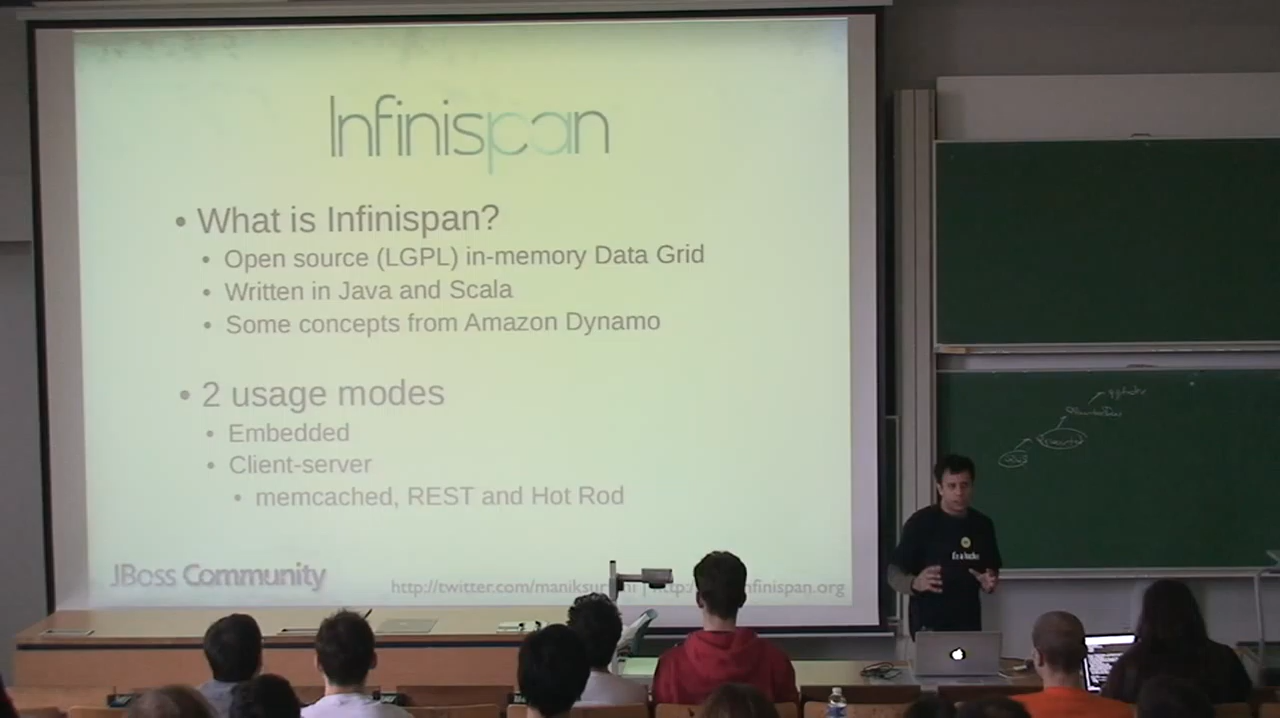 Infinispan
• What is Infinispan?
• Open source (LGPL) in-memory Data Grid
• Written in Java and Scala
• Some concepts from Amazon Dynamo
• 2 usage modes
• Embedded
• Client-server
• memcached, REST and Hot Rod
JBoss Community